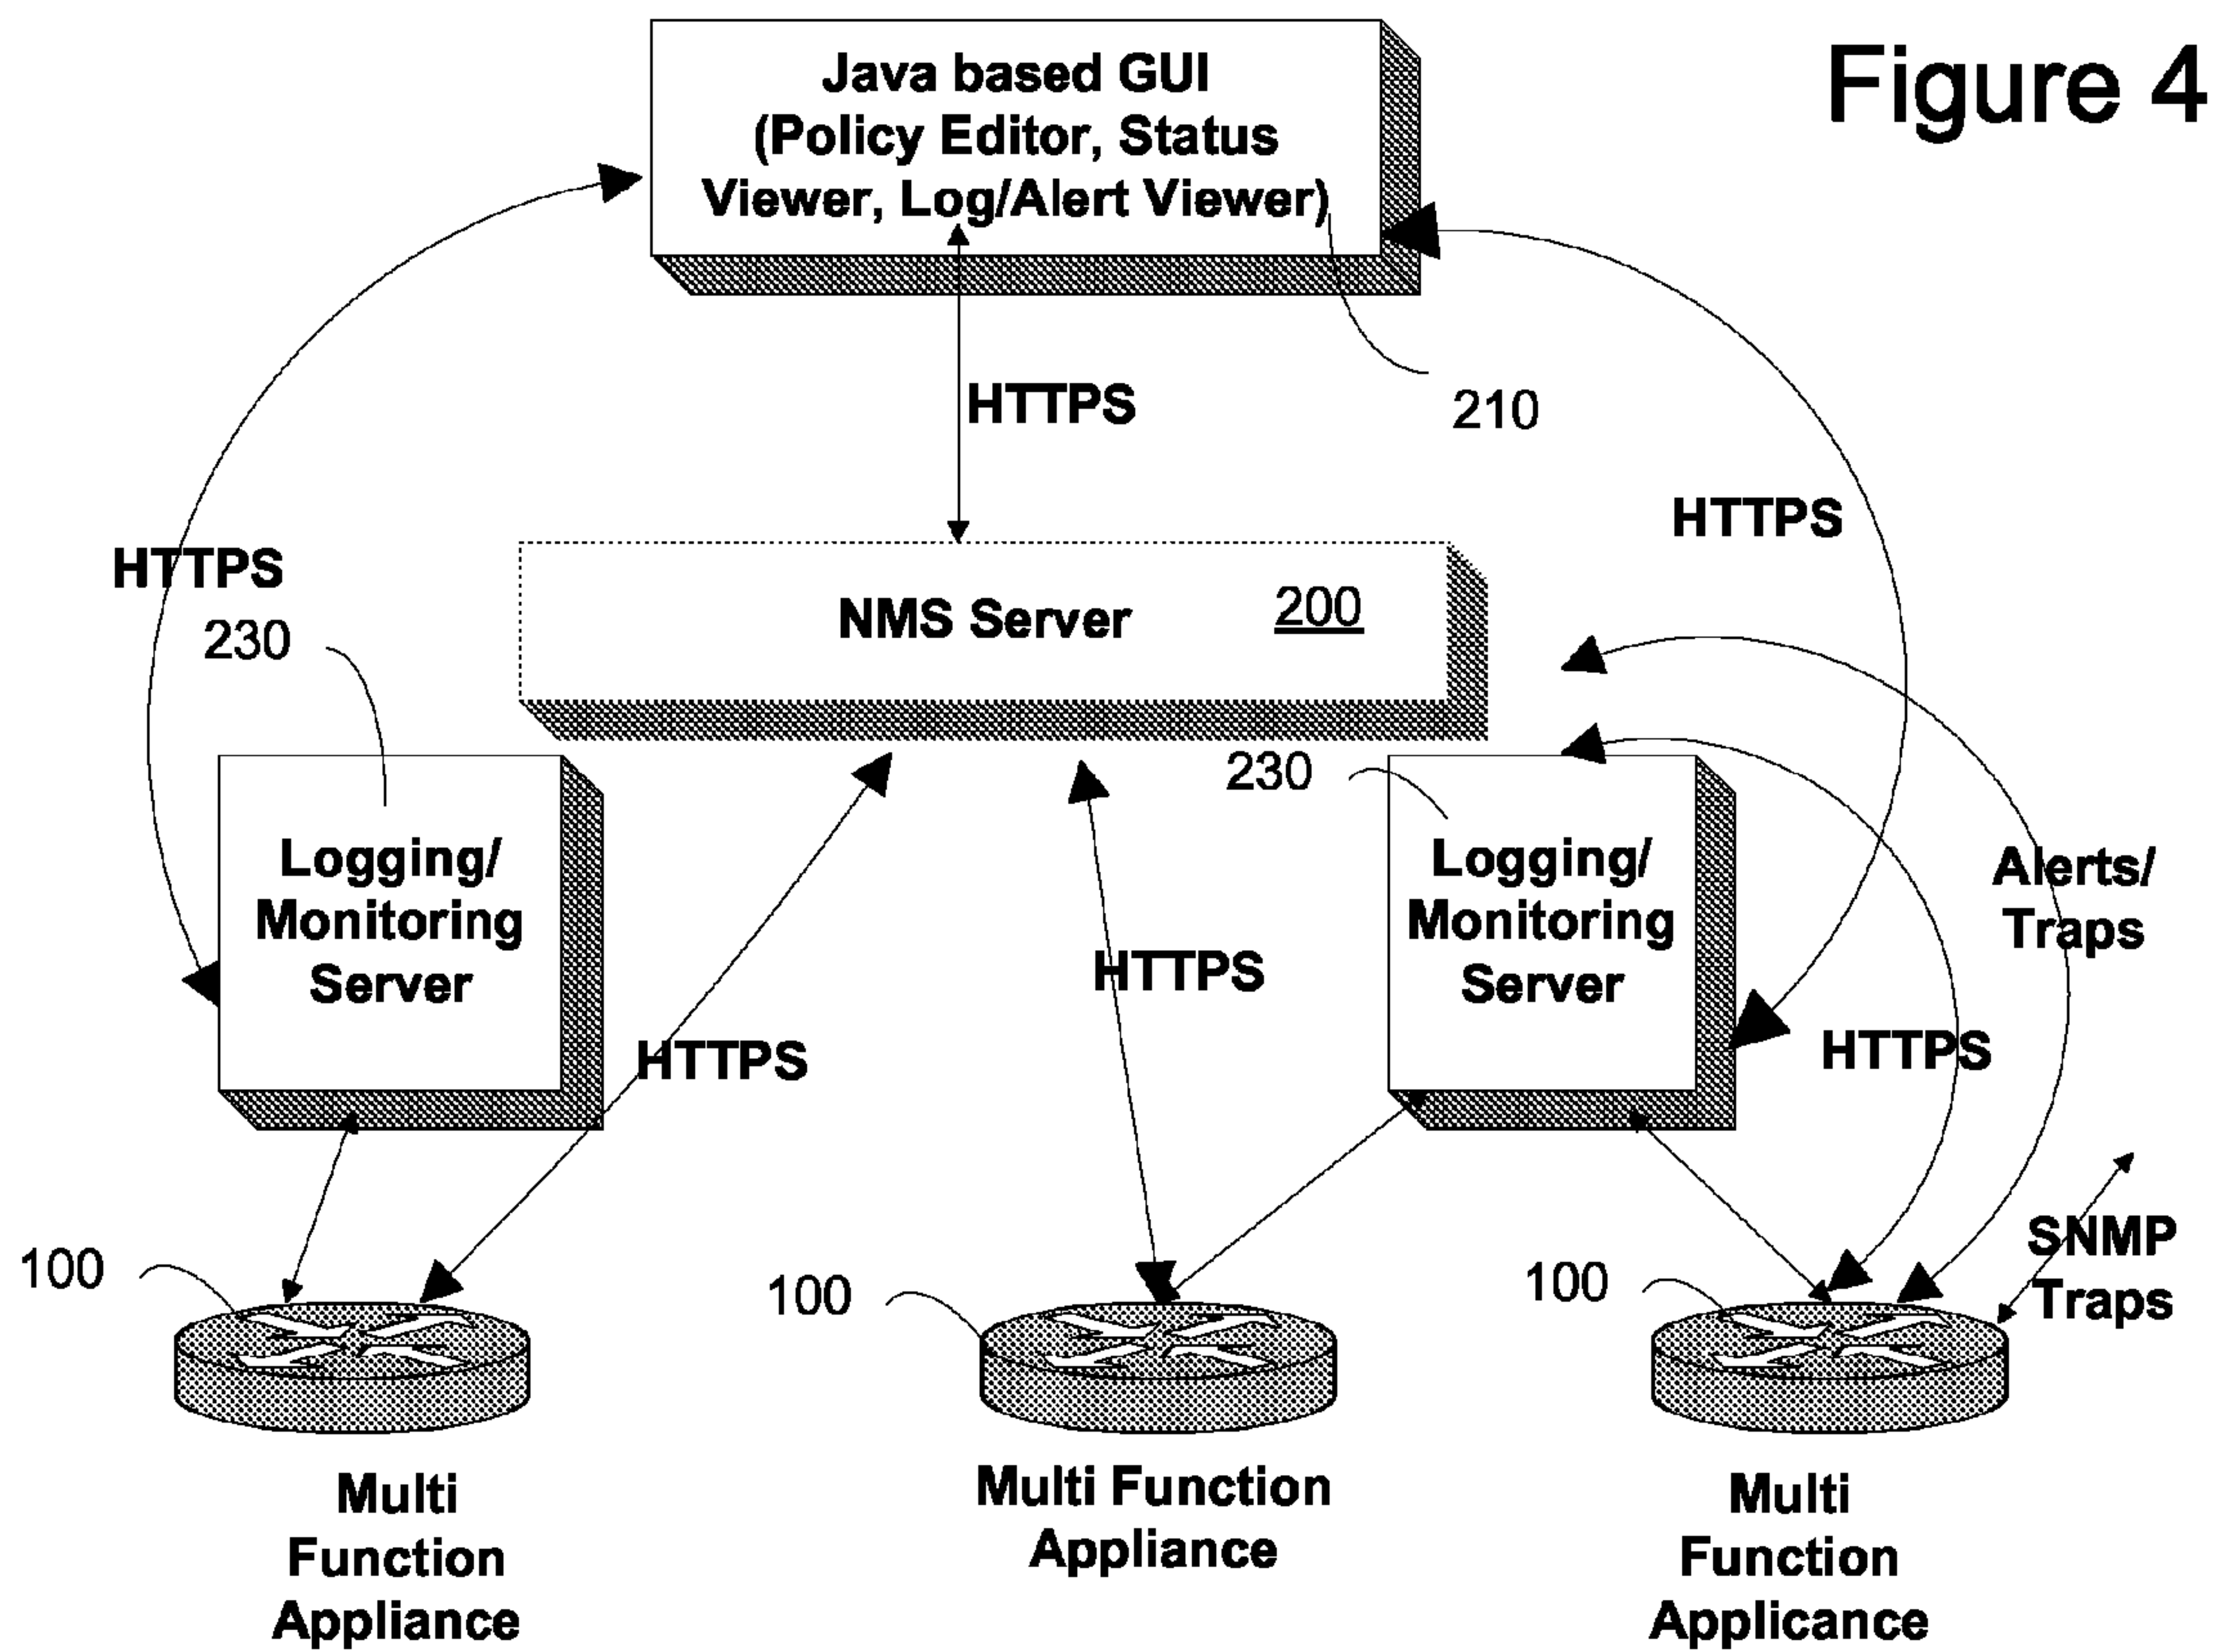 Figure 4
Java based GUI
(Policy Editor, Status
Viewer, Log/Alert Viewer)
210
HTTPS
HTTPS
HTTPS
230
NMS Server 200
230
Logging/
Monitoring
Server
Logging/
Monitoring
Server
Alerts/
Traps
HTTPS
HTTPS
HTTPS
SNMP
Traps
100
100
100
Multi
Function
Appliance
Multi Function
Appliance
Multi
Function
Applicance